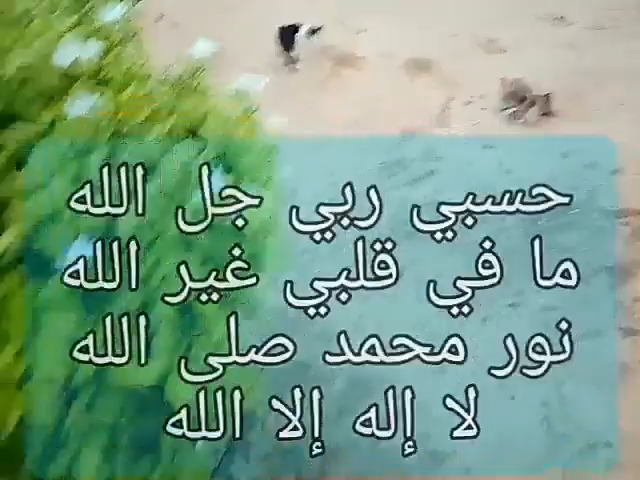 حسبي ربي جل الله
ما في قلبي غير الله
نور محمد صلى الله
لا إله إلا الله